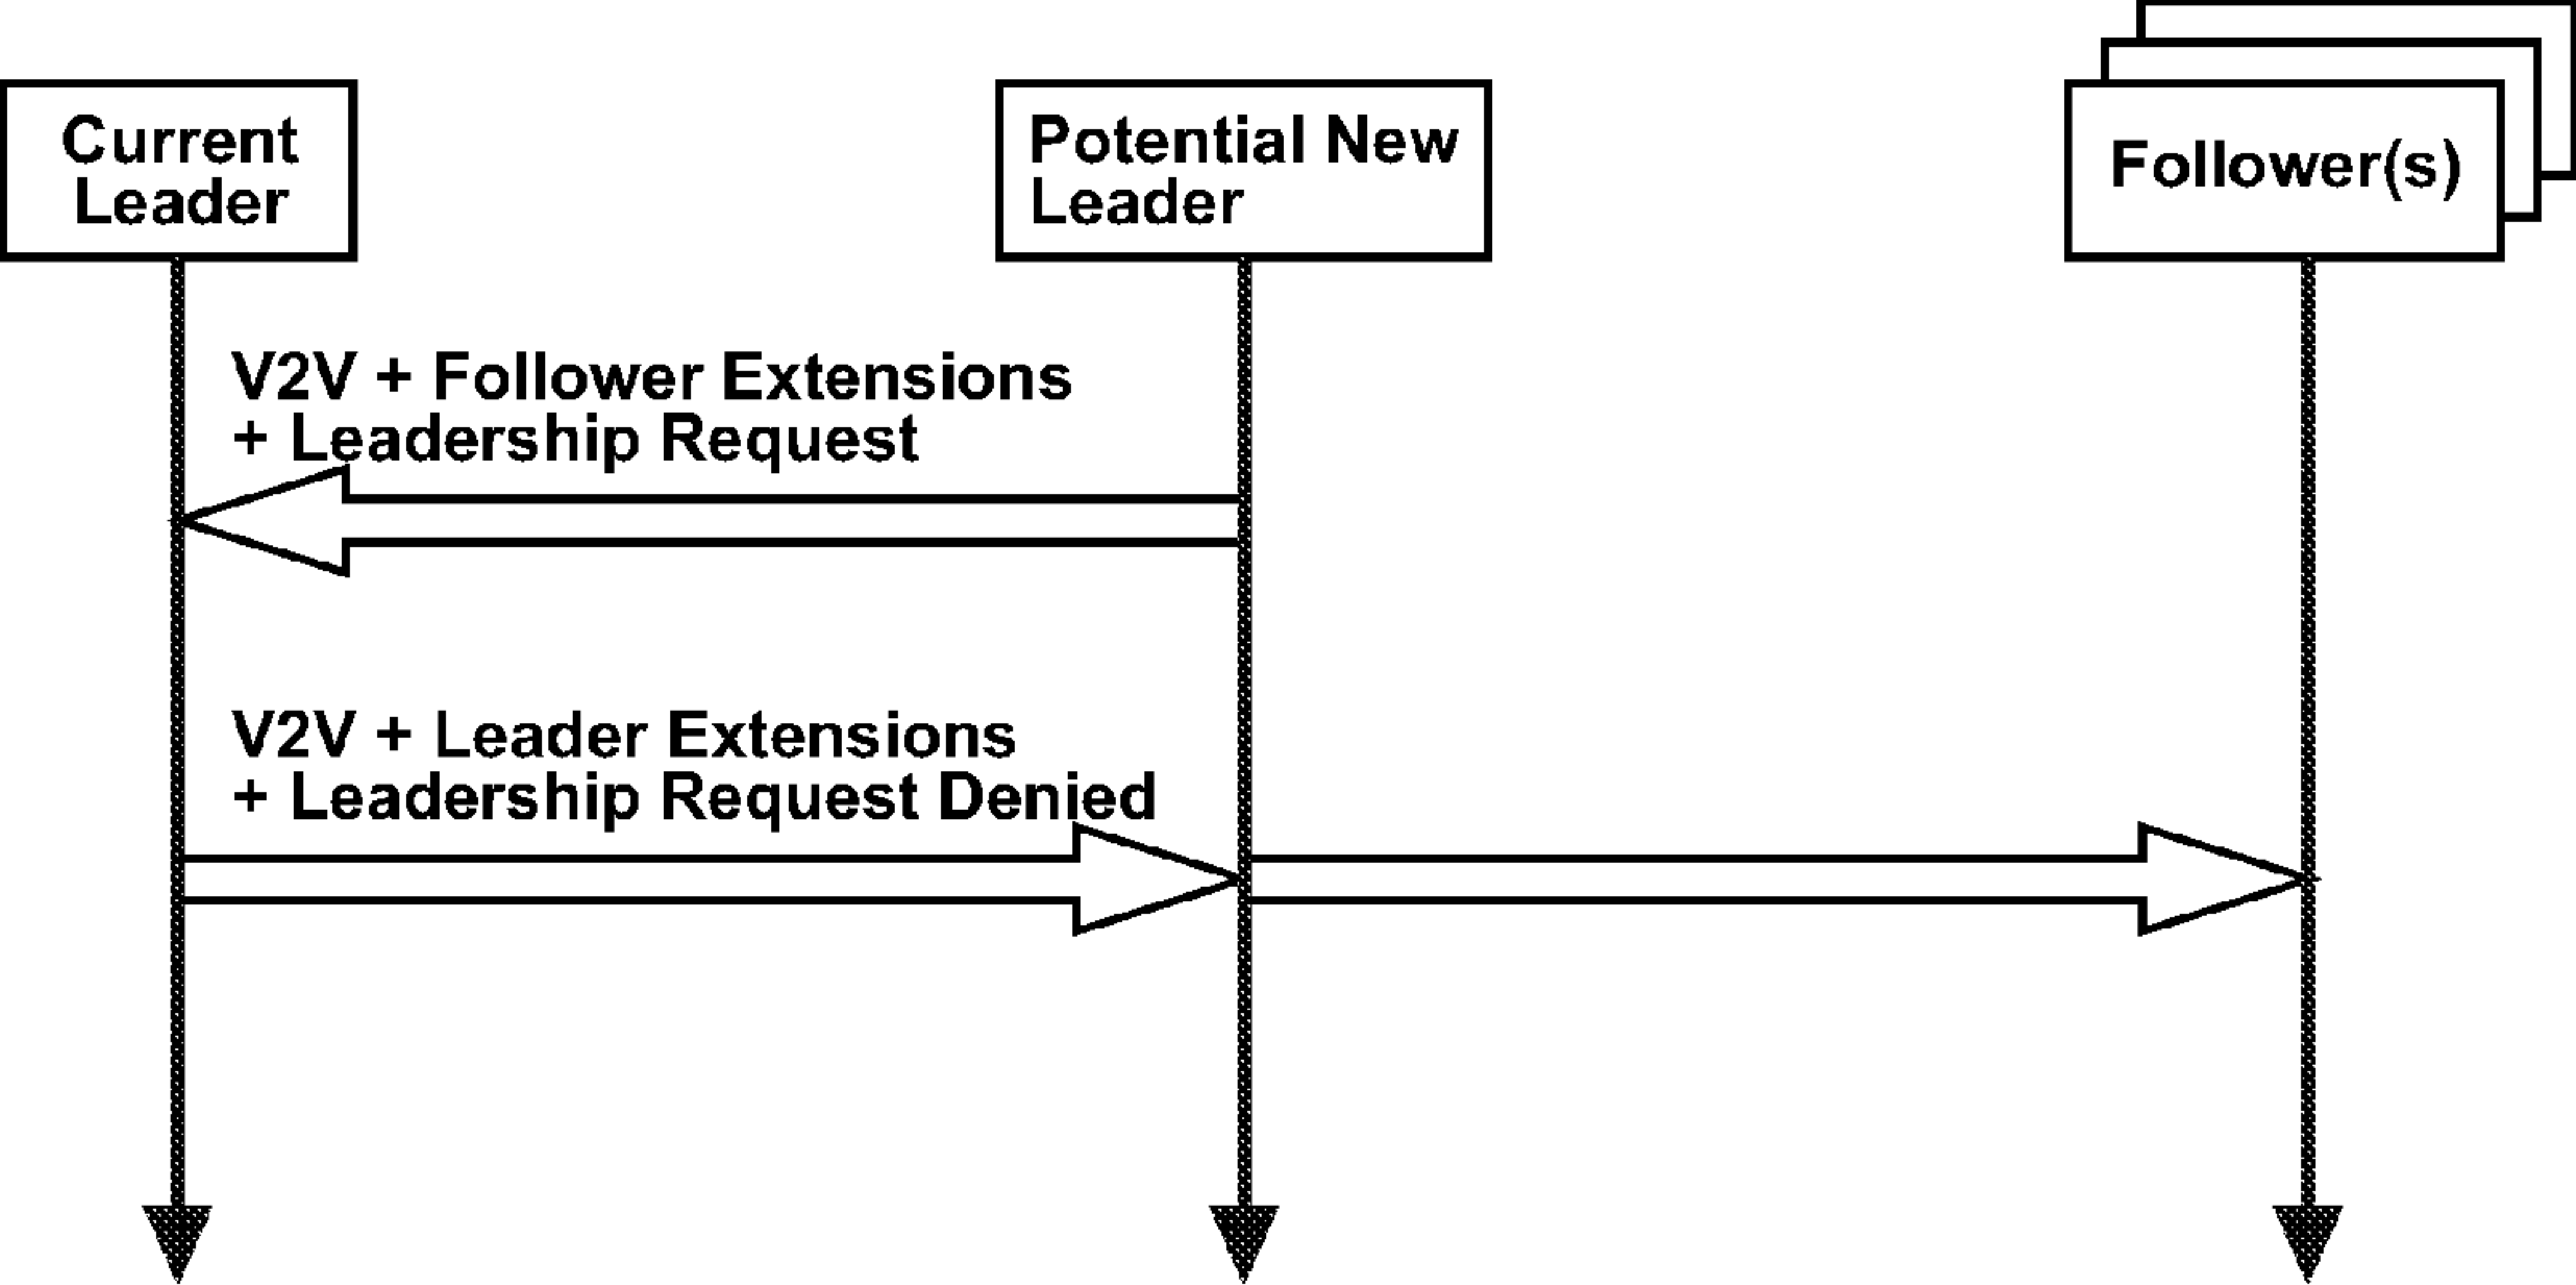 Current
Leader
Potential New
Leader
Follower(s)
V2V + Follower Extensions
+ Leadership Request
V2V + Leader Extensions
+ Leadership Request Denied